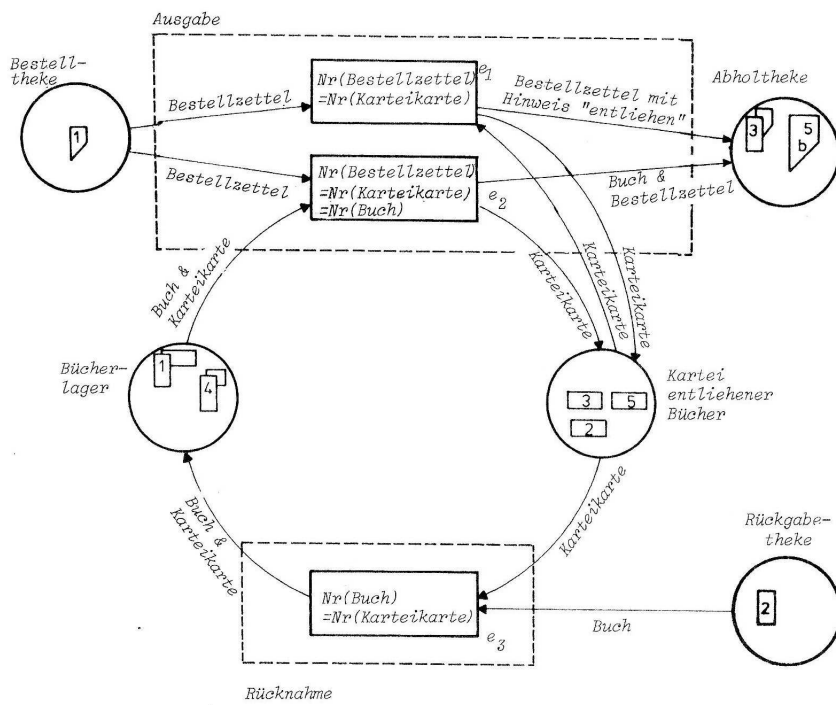 Ausgabe
Bestell-
theke
1
Bestellzettel
Bestellzettel
Nr(Bestellzettel)
=Nr(Karteikarte)
e1
Nr(Bestellzettel)
=Nr(Karteikarte)
=Nr(Buch)
e2
Bestellzettel mit
Hinweis "entliehen"
Buch &
Bestellzettel
Abholtheke
3
5
b
Buch &
Karteikarte
Karteikarte
Karteikarte
Karteikarte
Bücher-
lager
1
4
3
5
2
Kartei
entliehener
Bücher
Buch &
Karteikarte
Karteikarte
Nr(Buch)
=Nr(Karteikarte)
e3
Buch
Rückgabe-
theke
2
Rücknahme